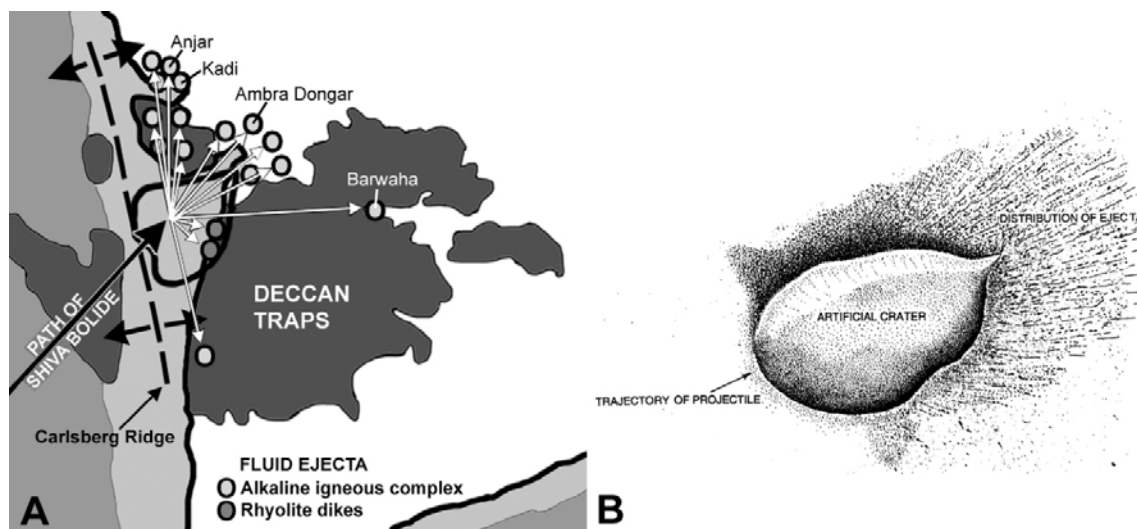 Anjar
Kadi
Ambra Dongar
Barwaha
DECCAN
TRAPS
PATH OF
SHIVA BOLIDE
Carlsberg Ridge
FLUID EJECTA
Alkaline igneous complex
Rhyolite dikes
A
DISTRIBUTION OF EJECT
ARTIFICIAL CRATER
TRAJECTORY OF PROJECTILE
B